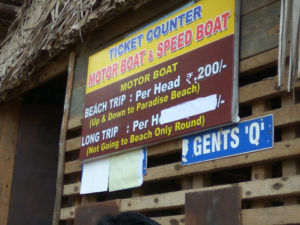 TICKET COUNTER
MOTOR BOAT & SPEED BOAT
MOTOR BOAT
BEACH TRIP : Per Head ₹.200/-
(Up & Down to Paradise Beach)
LONG TRIP : Per H /-
(Not Going to Beach Only Round)
GENTS 'Q'